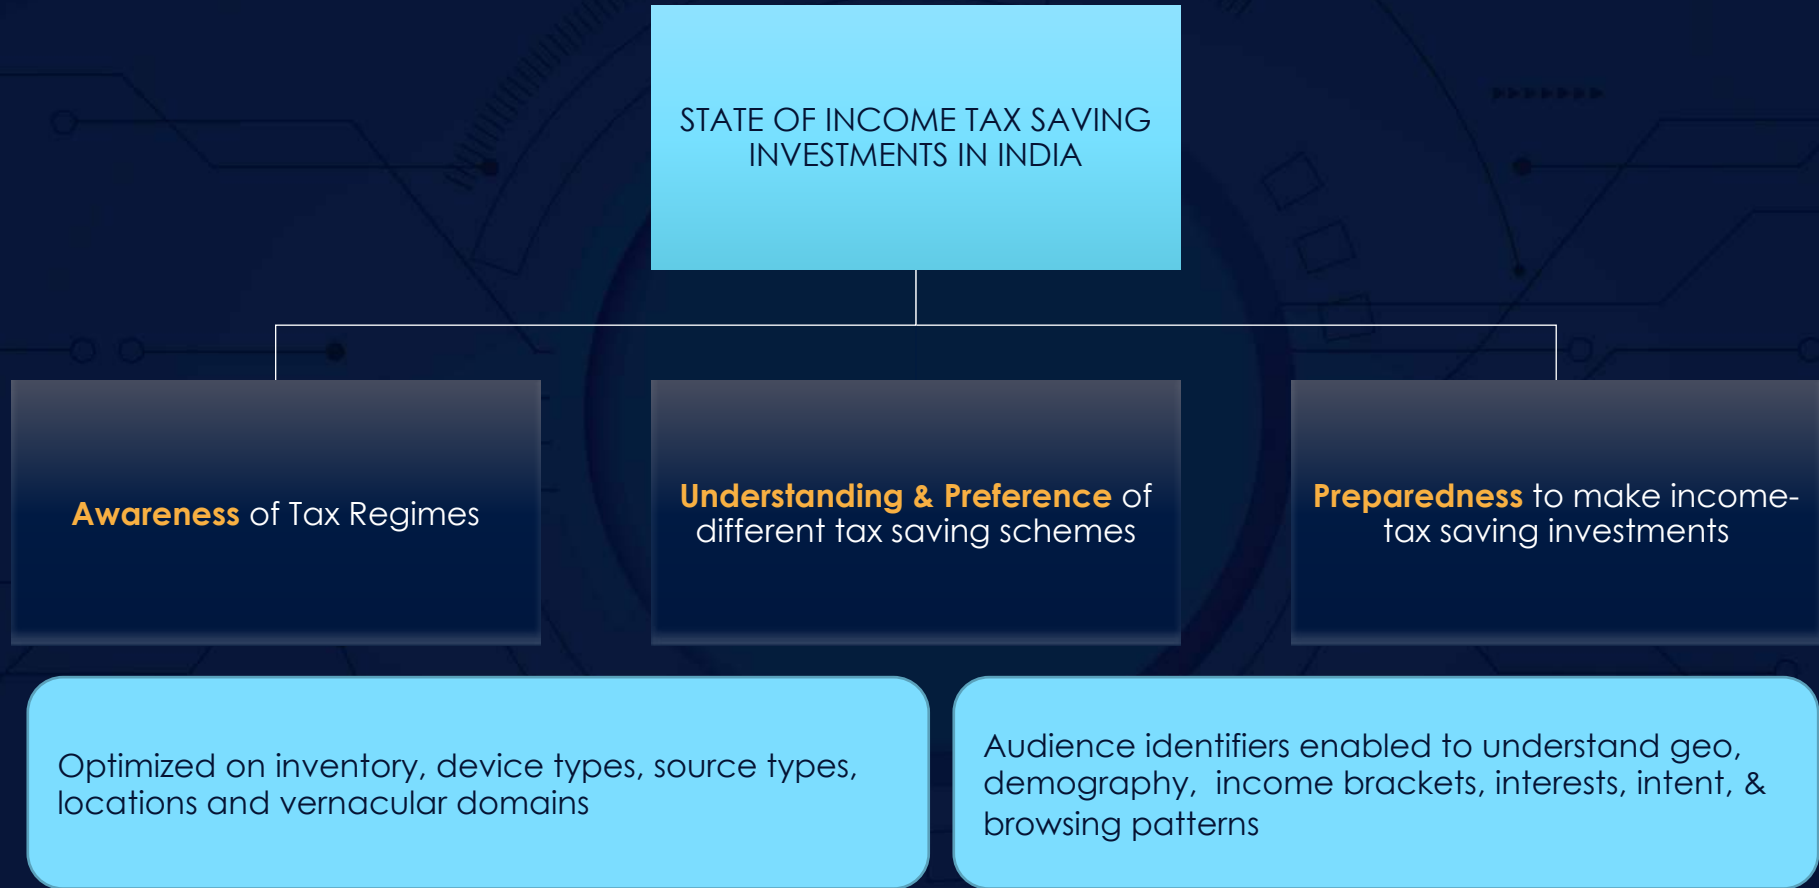 STATE OF INCOME TAX SAVING
INVESTMENTS IN INDIA
Awareness of Tax Regimes
Understanding & Preference of
different tax saving schemes
Preparedness to make income-
tax saving investments
Optimized on inventory, device types, source types,
locations and vernacular domains
Audience identifiers enabled to understand geo,
demography, income brackets, interests, intent, &
browsing patterns